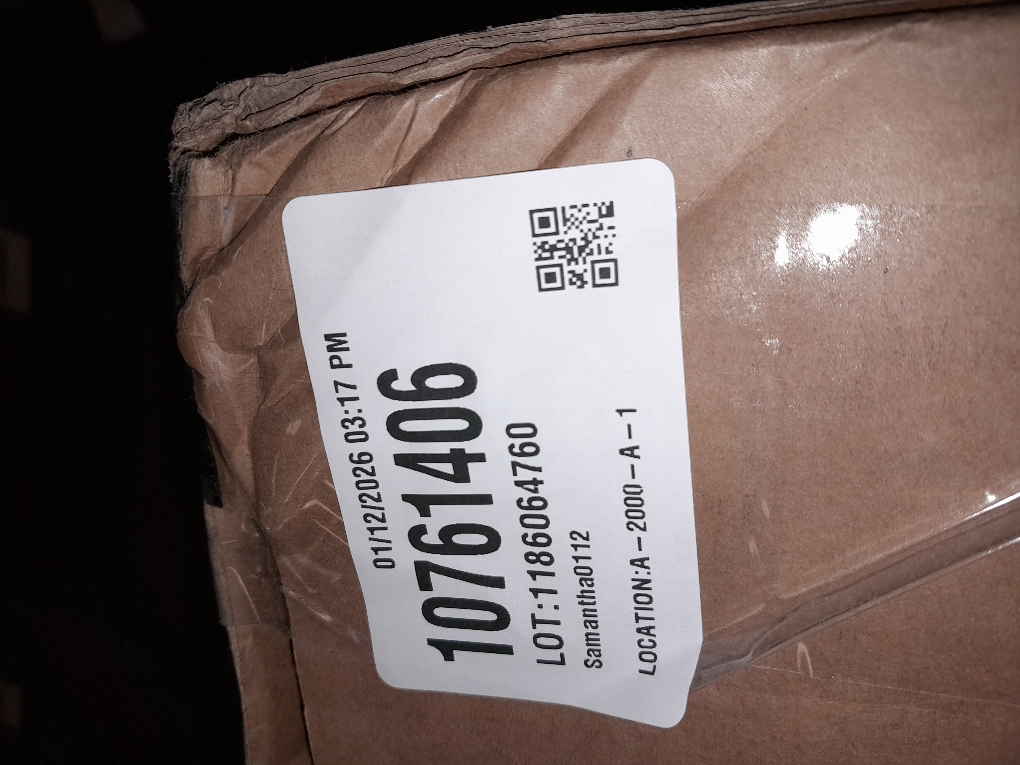 01/12/2026 03:17 PM
10761406
LOT:1186064760
Samantha0112
LOCATION:A-2000-A-1